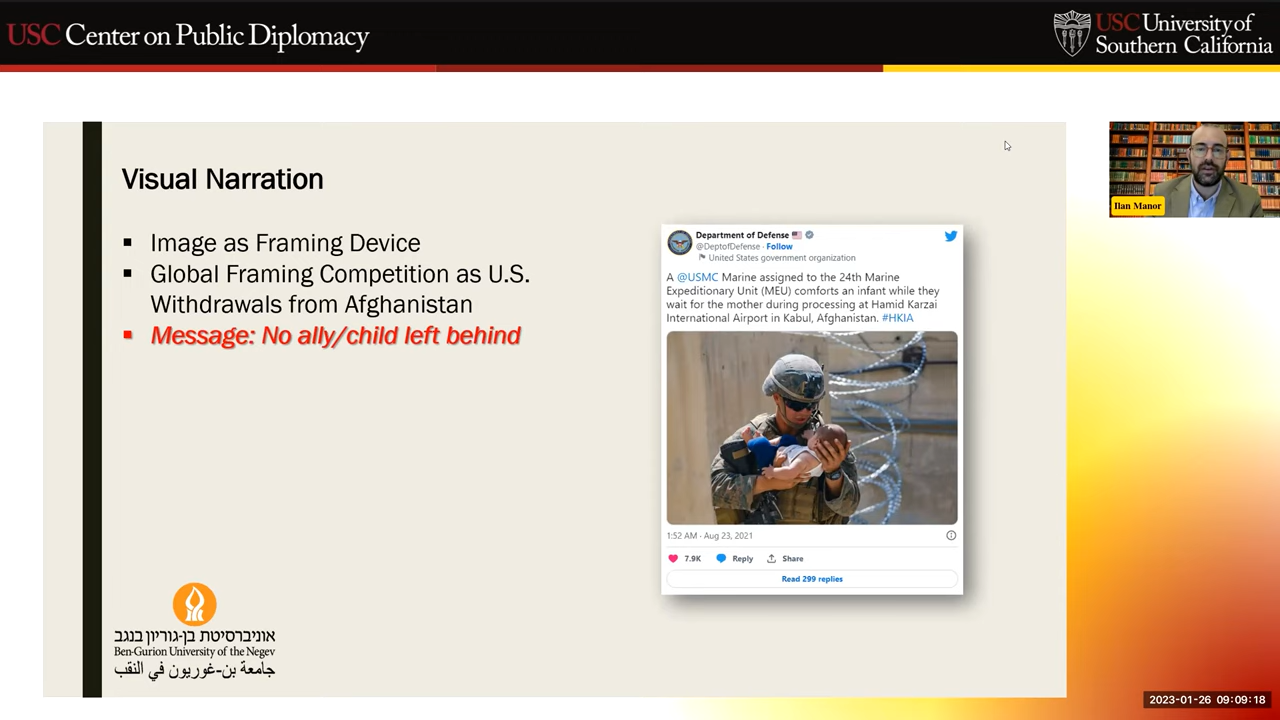 USC Center on Public Diplomacy
USC University of
Southern California
Visual Narration
Image as Framing Device
Global Framing Competition as U.S.
Withdrawals from Afghanistan
Message: No ally/child left behind
Department of Defense
@DeptofDefense · Follow
United States government organization
A @USMC Marine assigned to the 24th Marine
Expeditionary Unit (MEU) comforts an infant while they
wait for the mother during processing at Hamid Karzai
International Airport in Kabul, Afghanistan. #HKIA
1:52 AM · Aug 23, 2021
7.9K Reply Share
Read 299 replies
Ilan Manor
אוניברסיטת בן-גוריון בנגב
Ben-Gurion University of the Negev
جامعة بن-غوريون في النقب
2023-01-26 09:09:18